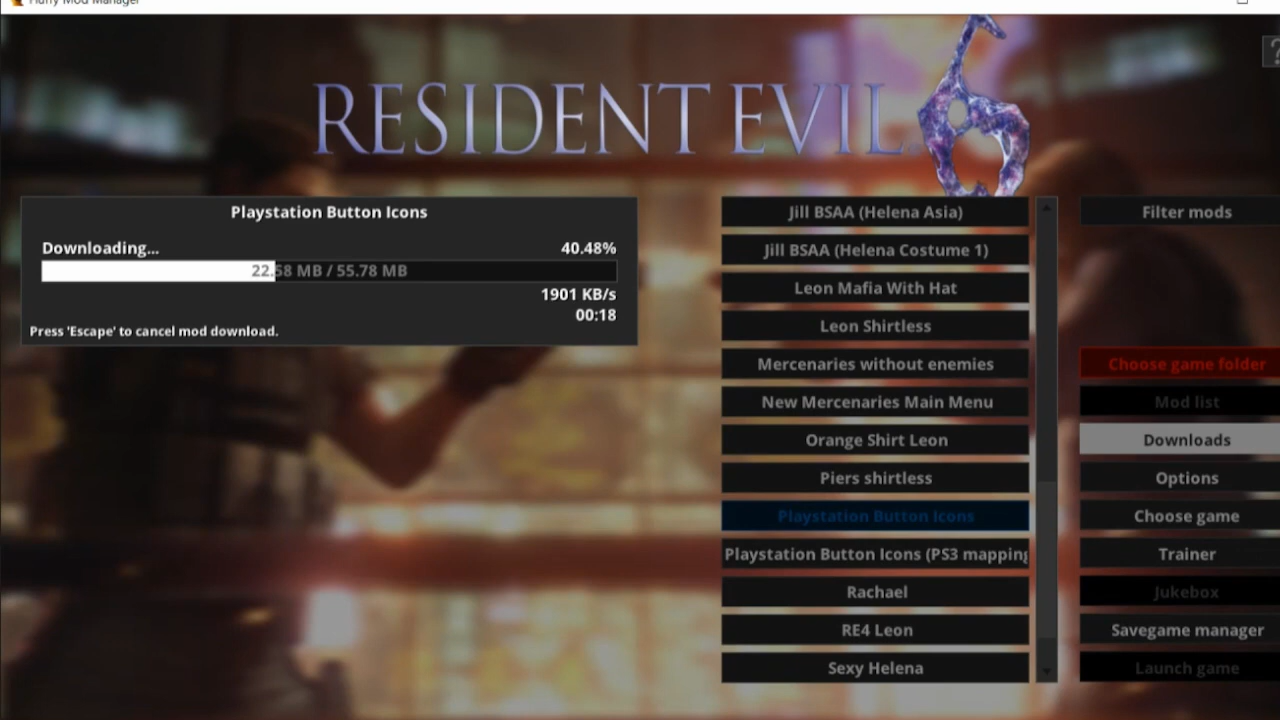 Fluffy Mod Manager
RESIDENT EVIL 6
Playstation Button Icons
Downloading... 40.48%
22.58 MB / 55.78 MB
1901 KB/s
00:18
Press 'Escape' to cancel mod download.
Jill BSAA (Helena Asia)
Jill BSAA (Helena Costume 1)
Leon Mafia With Hat
Leon Shirtless
Mercenaries without enemies
New Mercenaries Main Menu
Orange Shirt Leon
Piers shirtless
Playstation Button Icons
Playstation Button Icons (PS3 mapping
Rachael
RE4 Leon
Sexy Helena
?
Filter mods
Choose game folder
Mod list
Downloads
Options
Choose game
Trainer
Jukebox
Savegame manager
Launch game